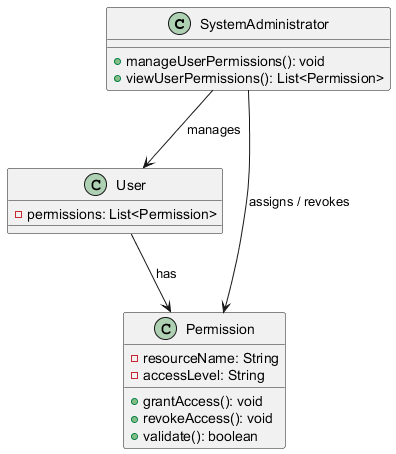 C SystemAdministrator
manageUserPermissions(): void
viewUserPermissions(): List<Permission>
manages
C User
permissions: List<Permission>
assigns / revokes
has
C Permission
resourceName: String
accessLevel: String
grantAccess(): void
revokeAccess(): void
validate(): boolean